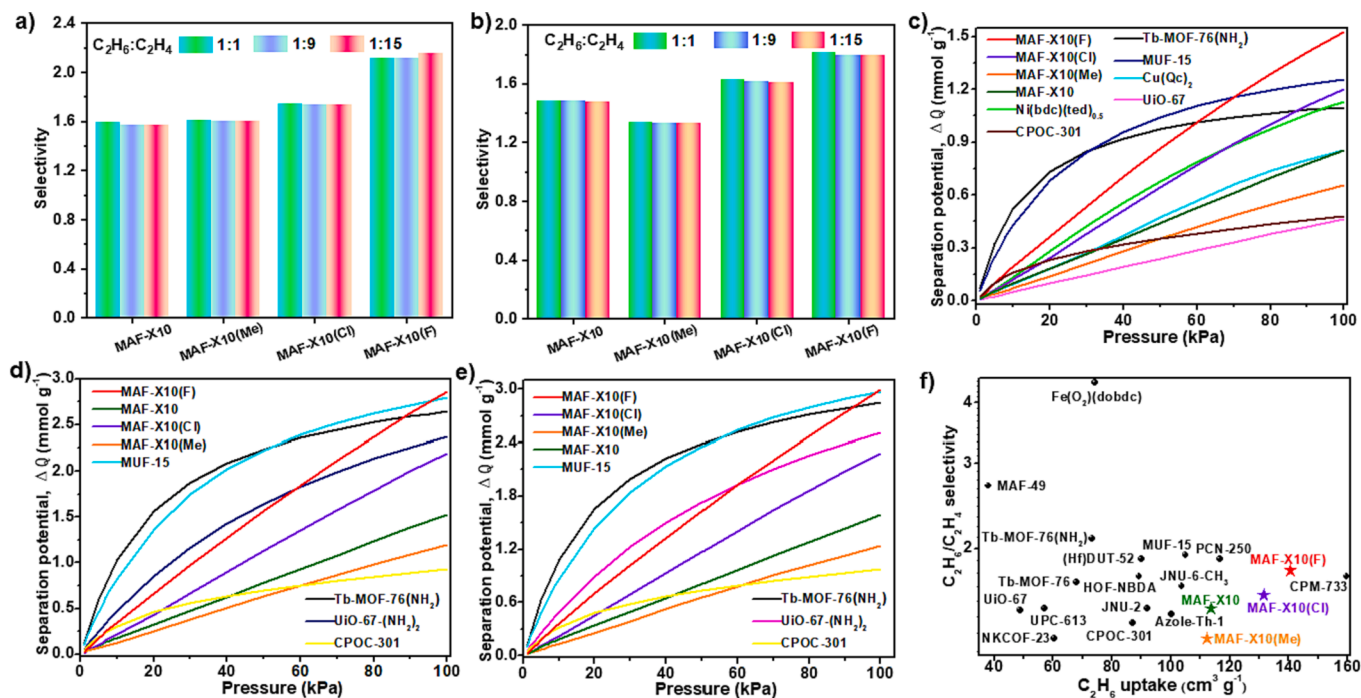 a)
C₂H₆:C₂H₄ 1:1 1:9 1:15
Selectivity
2.4
2.0
1.6
1.2
0.8
0.4
0.0
MAF-X10
MAF-X10(Me)
MAF-X10(Cl)
MAF-X10(F)
b)
C₂H₆:C₂H₄ 1:1 1:9 1:15
Selectivity
2.0
1.6
1.2
0.8
0.4
0.0
MAF-X10
MAF-X10(Me)
MAF-X10(Cl)
MAF-X10(F)
c)
Separation potential, ΔQ (mmol g⁻¹)
1.5
1.2
0.9
0.6
0.3
0.0
MAF-X10(F)
MAF-X10(Cl)
MAF-X10(Me)
MAF-X10
Ni(bdc)(ted)₀.₅
CPOC-301
Tb-MOF-76(NH₂)
MUF-15
Cu(Qc)₂
UiO-67
0 20 40 60 80 100
Pressure (kPa)
d)
Separation potential, ΔQ (mmol g⁻¹)
3.0
2.5
2.0
1.5
1.0
0.5
0.0
MAF-X10(F)
MAF-X10
MAF-X10(Cl)
MAF-X10(Me)
MUF-15
Tb-MOF-76(NH₂)
UiO-67-(NH₂)₂
CPOC-301
0 20 40 60 80 100
Pressure (kPa)
e)
Separation potential, ΔQ (mmol g⁻¹)
3.0
2.4
1.8
1.2
0.6
0.0
MAF-X10(F)
MAF-X10(Cl)
MAF-X10(Me)
MAF-X10
MUF-15
Tb-MOF-76(NH₂)
UiO-67-(NH₂)₂
CPOC-301
0 20 40 60 80 100
Pressure (kPa)
f)
C₂H₆/C₂H₄ selectivity
4
3
2
Fe(O₂)(dobdc)
MAF-49
Tb-MOF-76(NH₂)
MUF-15
PCN-250
(Hf)DUT-52
MAF-X10(F)
HOF-NBDA
JNU-6-CH₃
CPM-733
Tb-MOF-76
MAF-X10
MAF-X10(Cl)
UiO-67
UPC-613
JNU-2
Azole-Th-1
NKCOF-23
CPOC-301
MAF-X10(Me)
40 60 80 100 120 140 160
C₂H₆ uptake (cm³ g⁻¹)